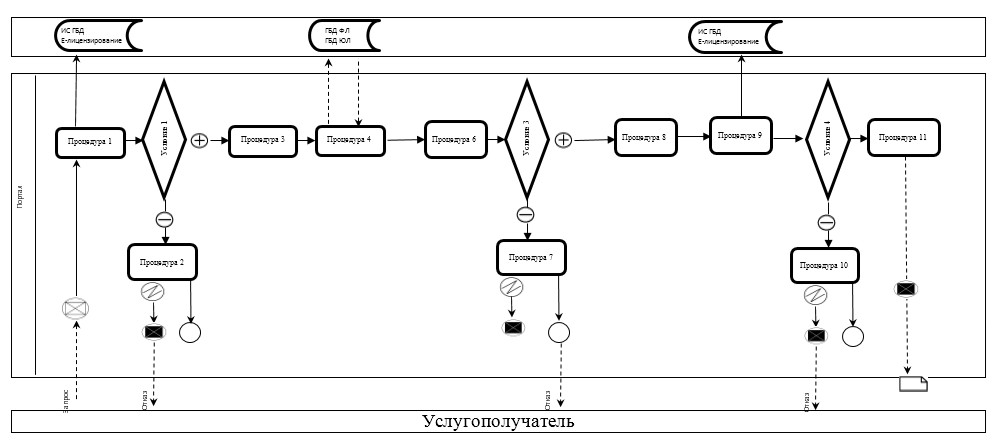 ИС ГБД
Е-лицензирование
ГБД ФЛ
ГБД ЮЛ
ИС ГБД
Е-лицензирование
Портал
Процедура 1
Условие 1
Процедура 3
Процедура 4
Процедура 6
Условие 3
Процедура 8
Процедура 9
Условие 4
Процедура 11
Процедура 2
Процедура 7
Процедура 10
Запрос
Отказ
Отказ
Отказ
Услугополучатель